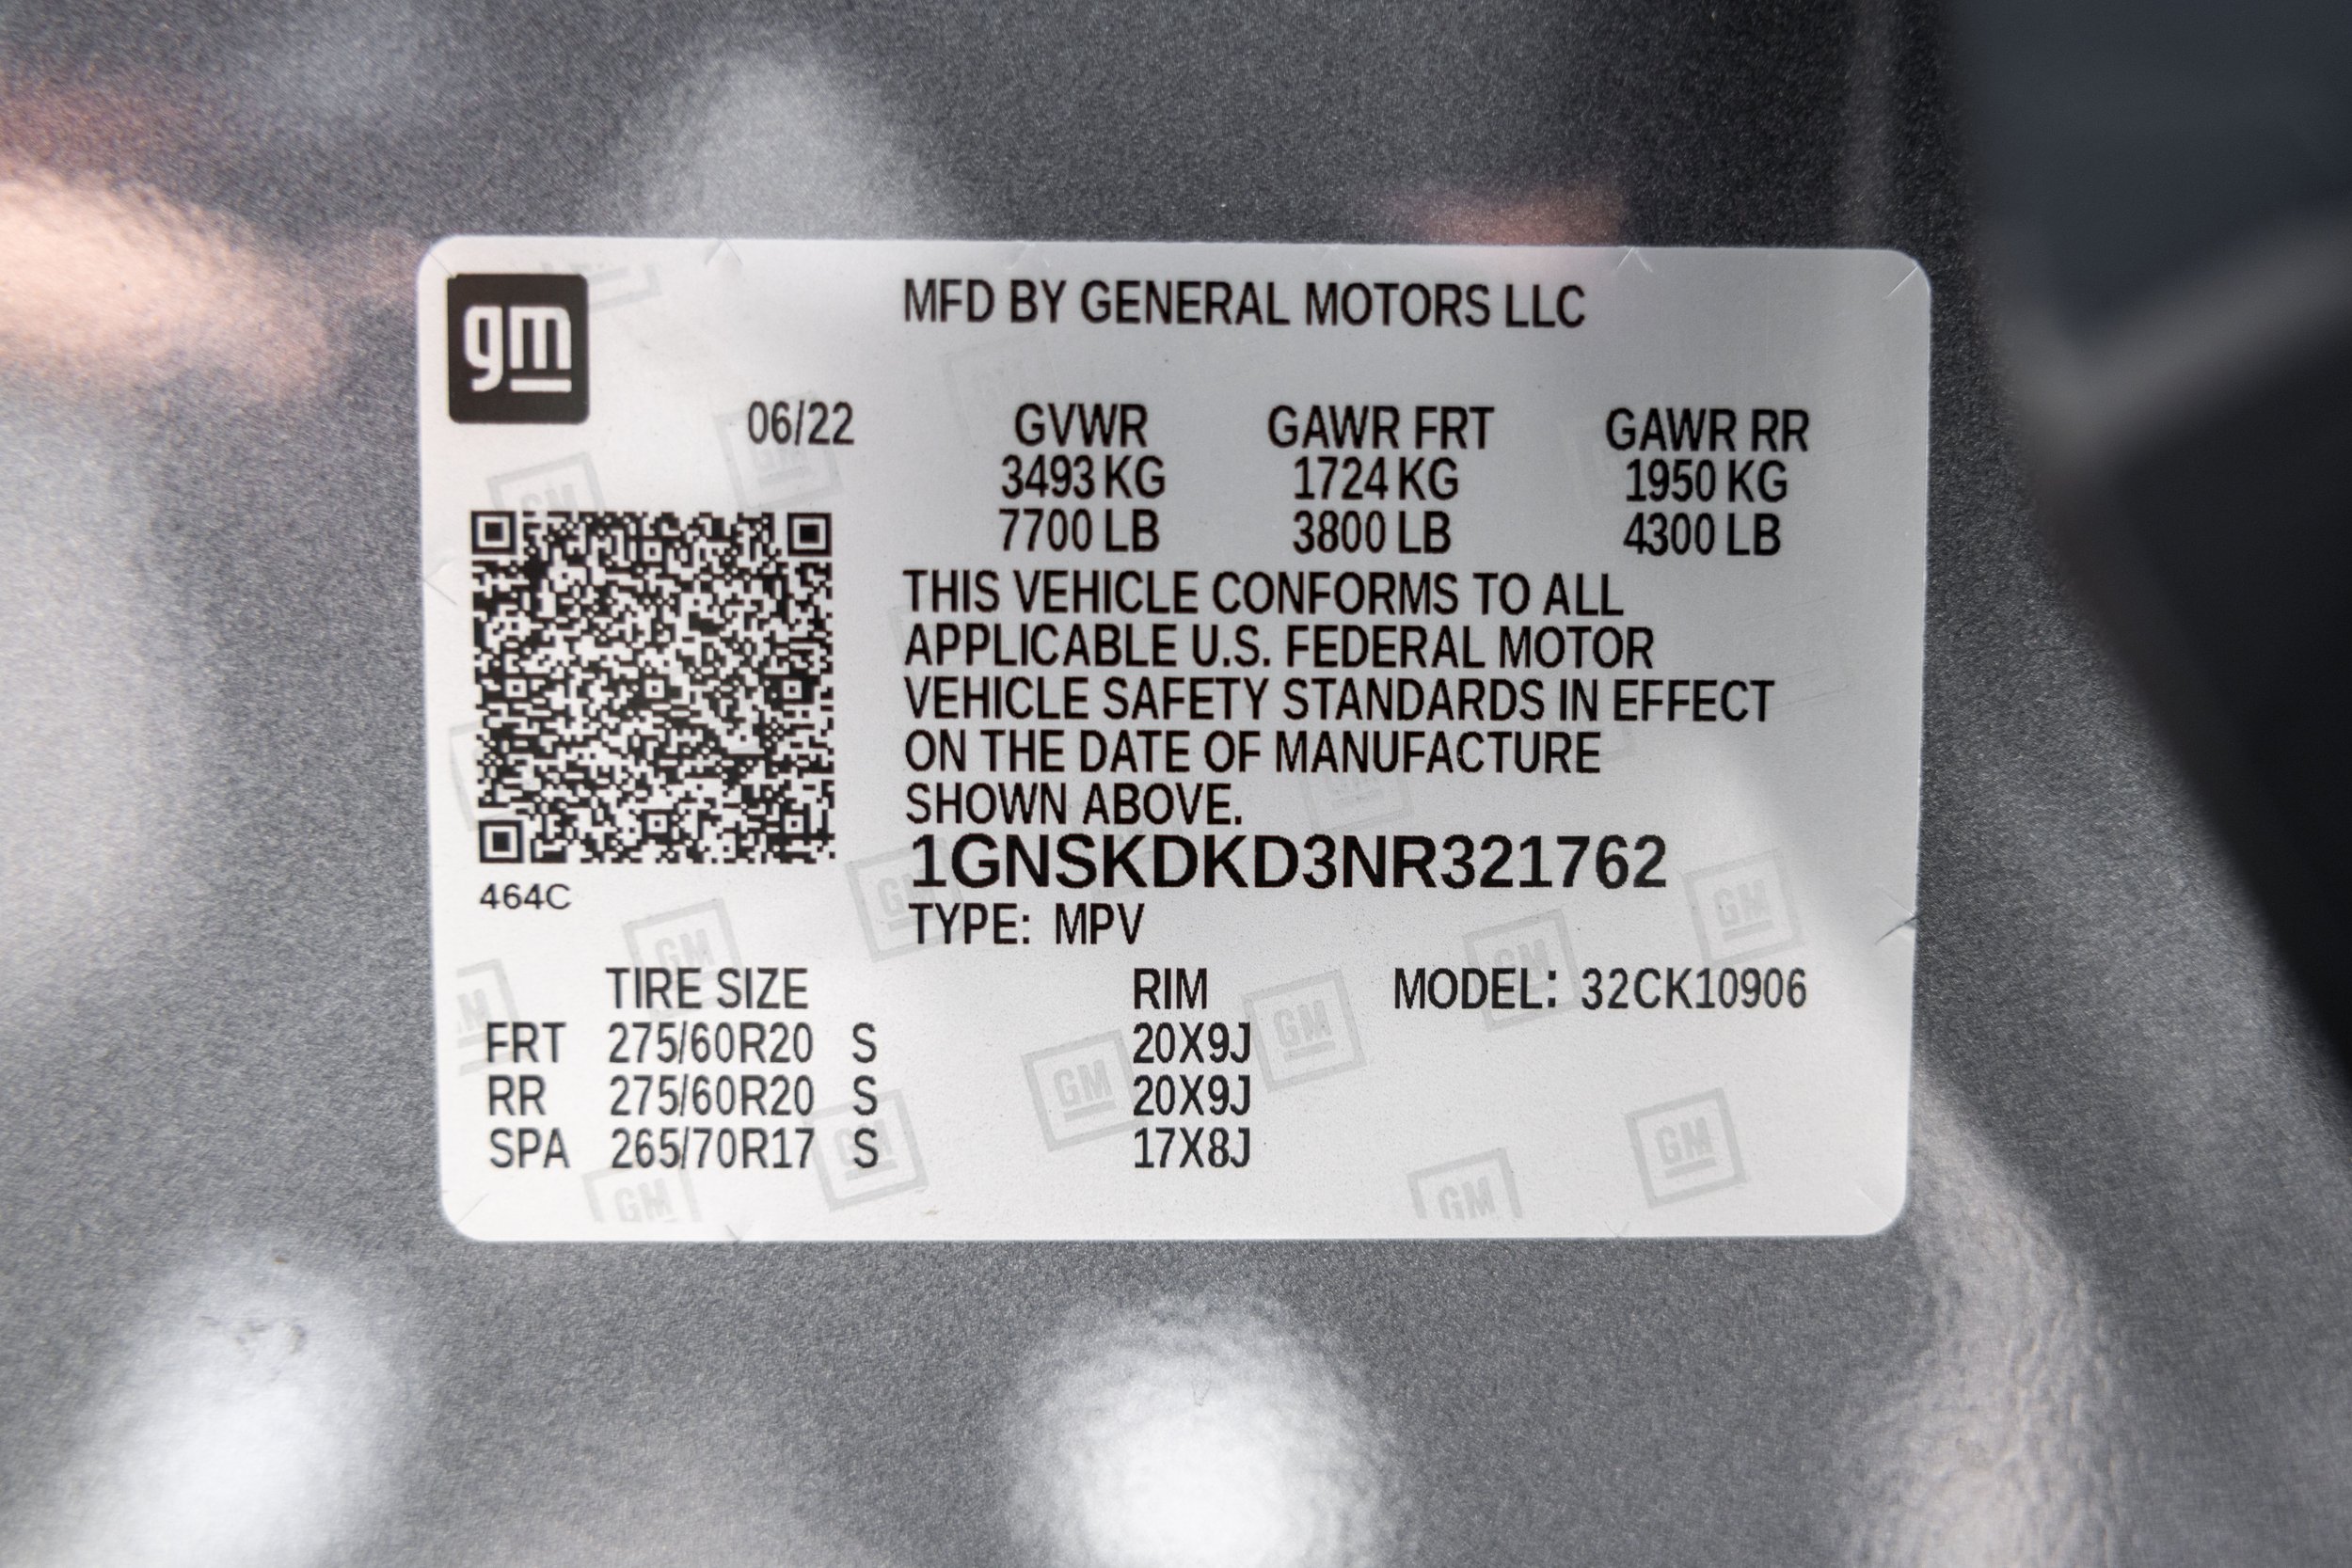 gm
MFD BY GENERAL MOTORS LLC
06/22 GVWR GAWR FRT GAWR RR
3493 KG 1724 KG 1950 KG
7700 LB 3800 LB 4300 LB
THIS VEHICLE CONFORMS TO ALL
APPLICABLE U.S. FEDERAL MOTOR
VEHICLE SAFETY STANDARDS IN EFFECT
ON THE DATE OF MANUFACTURE
SHOWN ABOVE.
1GNSKDKD3NR321762
464C
TYPE: MPV
TIRE SIZE RIM MODEL: 32CK10906
FRT 275/60R20 S 20X9J
RR 275/60R20 S 20X9J
SPA 265/70R17 S 17X8J